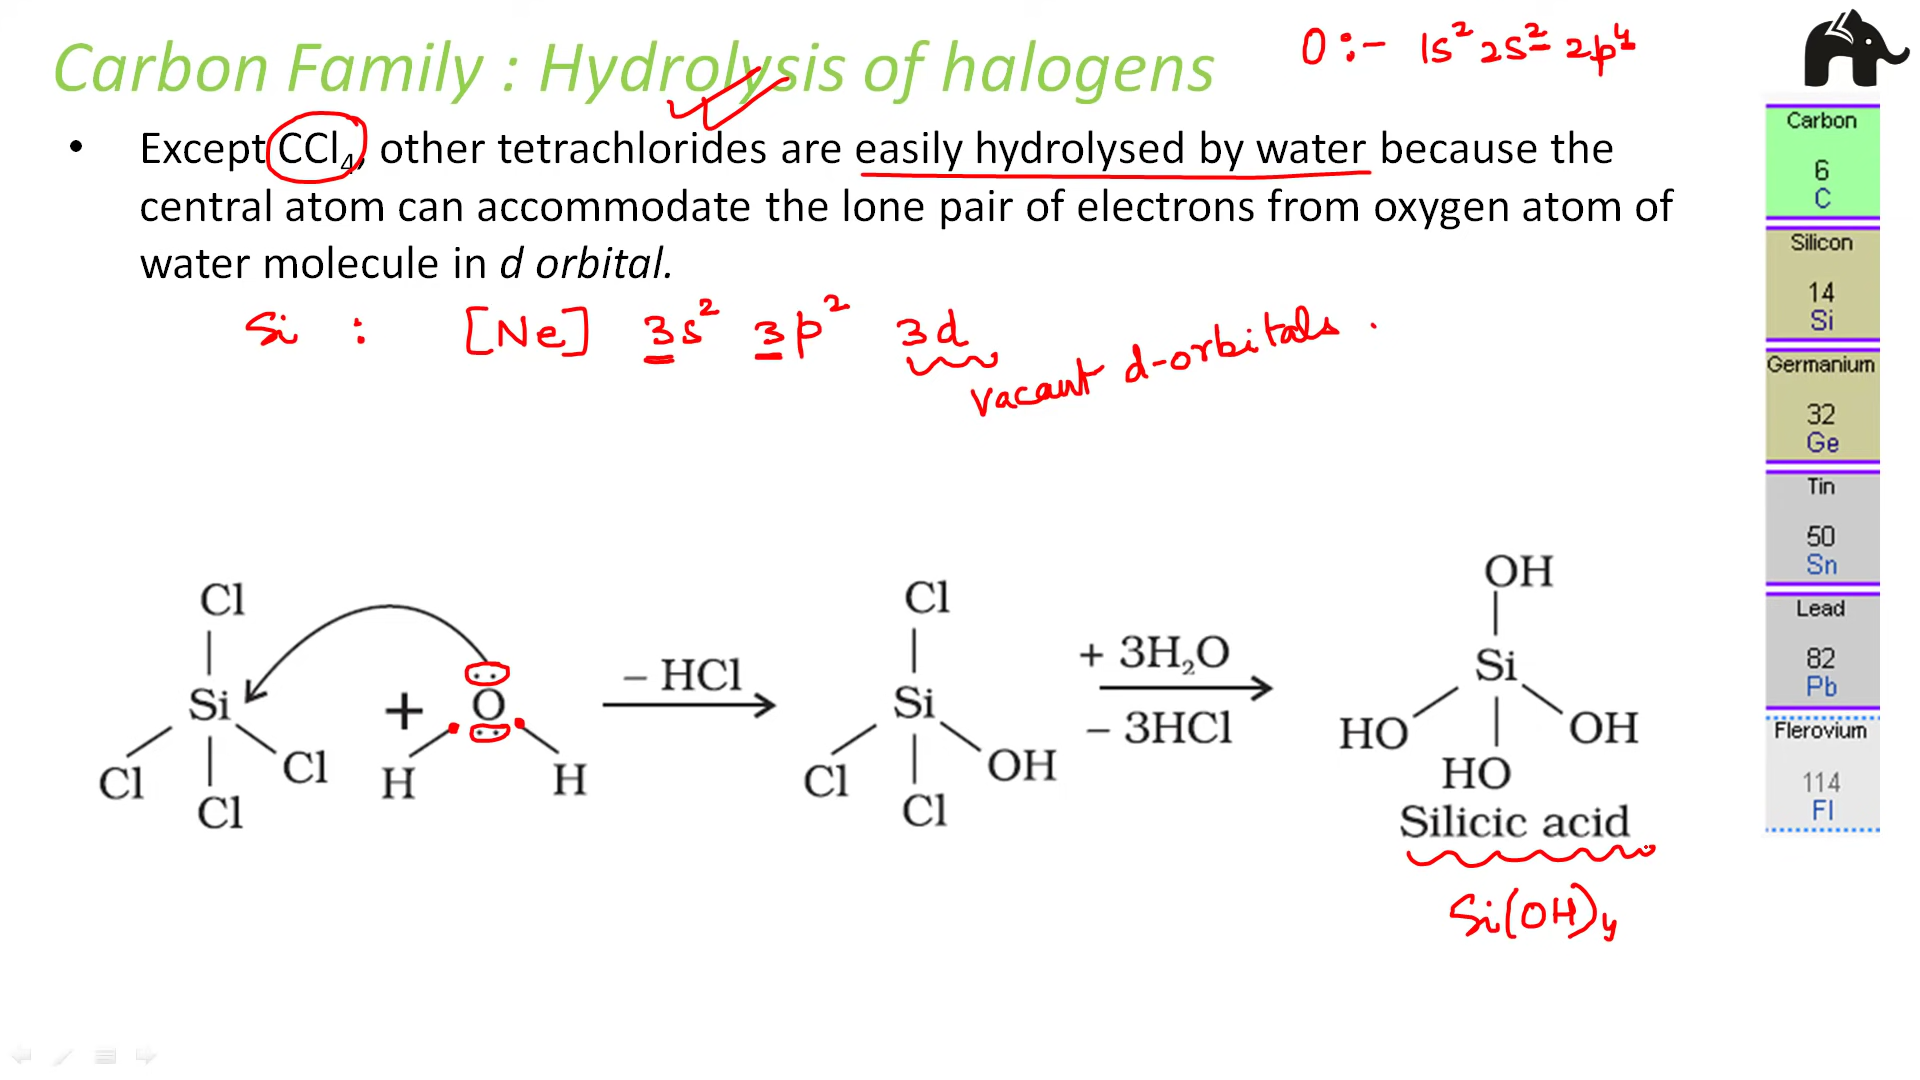 Carbon Family : Hydrolysis of halogens
O :- 1s² 2s² 2p⁴
• Except CCl₄, other tetrachlorides are easily hydrolysed by water because the
central atom can accommodate the lone pair of electrons from oxygen atom of
water molecule in d orbital.
Si : [Ne] 3s² 3p² 3d
vacant d-orbitals.
Cl
Si
Cl
Cl
Cl
+
O
H
H
– HCl
Cl
Si
Cl
OH
Cl
+ 3H₂O
– 3HCl
OH
Si
HO
OH
HO
Silicic acid
Si(OH)₄
Carbon
6
C
Silicon
14
Si
Germanium
32
Ge
Tin
50
Sn
Lead
82
Pb
Flerovium
114
Fl